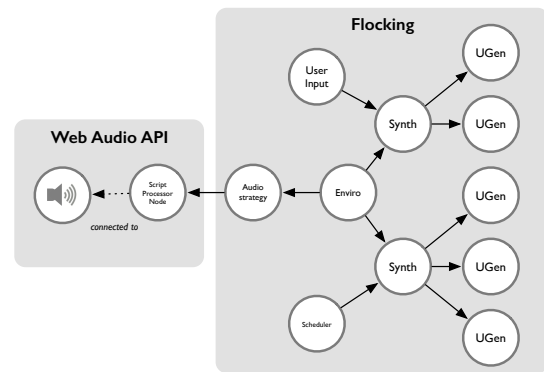 Flocking
UGen
User
Input
Synth
UGen
Web Audio API
Script
Processor
Node
Audio
strategy
Enviro
UGen
connected to
Synth
UGen
Scheduler
UGen